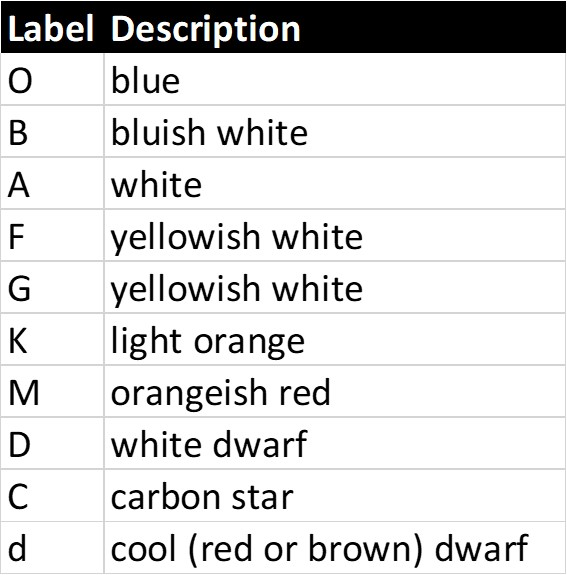 Label Description
O blue
B bluish white
A white
F yellowish white
G yellowish white
K light orange
M orangeish red
D white dwarf
C carbon star
d cool (red or brown) dwarf